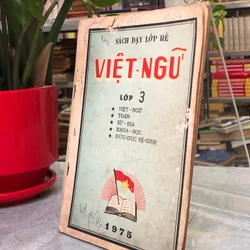 SÁCH DẠY LỚP HÈ
VIỆT-NGỮ
LỚP 3
★ VIỆT-NGỮ
★ TOÁN
★ SỬ-ĐỊA
★ KHOA-HỌC
★ ĐỨC-DỤC VỆ-SINH
1975